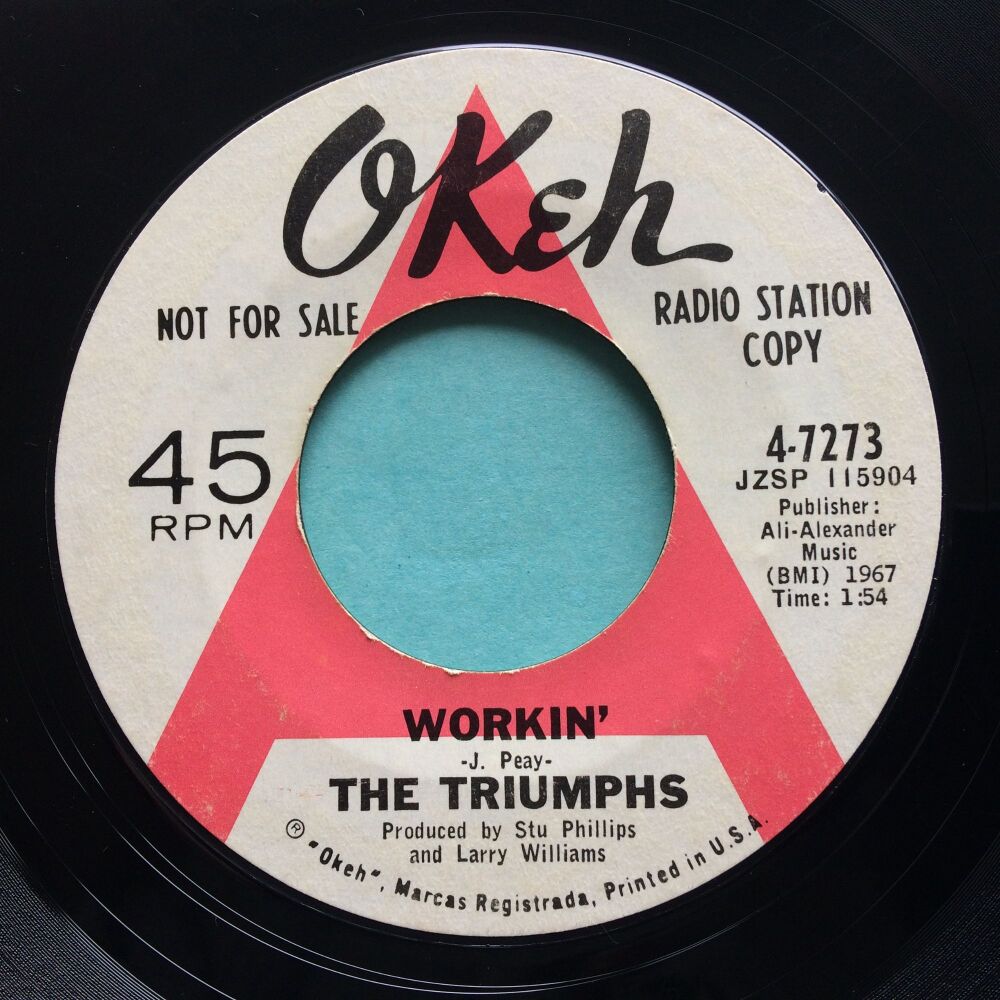 OKeh
NOT FOR SALE
RADIO STATION
COPY
45
RPM
4-7273
JZSP 115904
Publisher:
Ali-Alexander
Music
(BMI) 1967
Time: 1:54
WORKIN'
-J. Peay-
THE TRIUMPHS
Produced by Stu Phillips
and Larry Williams
® "Okeh", Marcas Registrada, Printed in U.S.A.